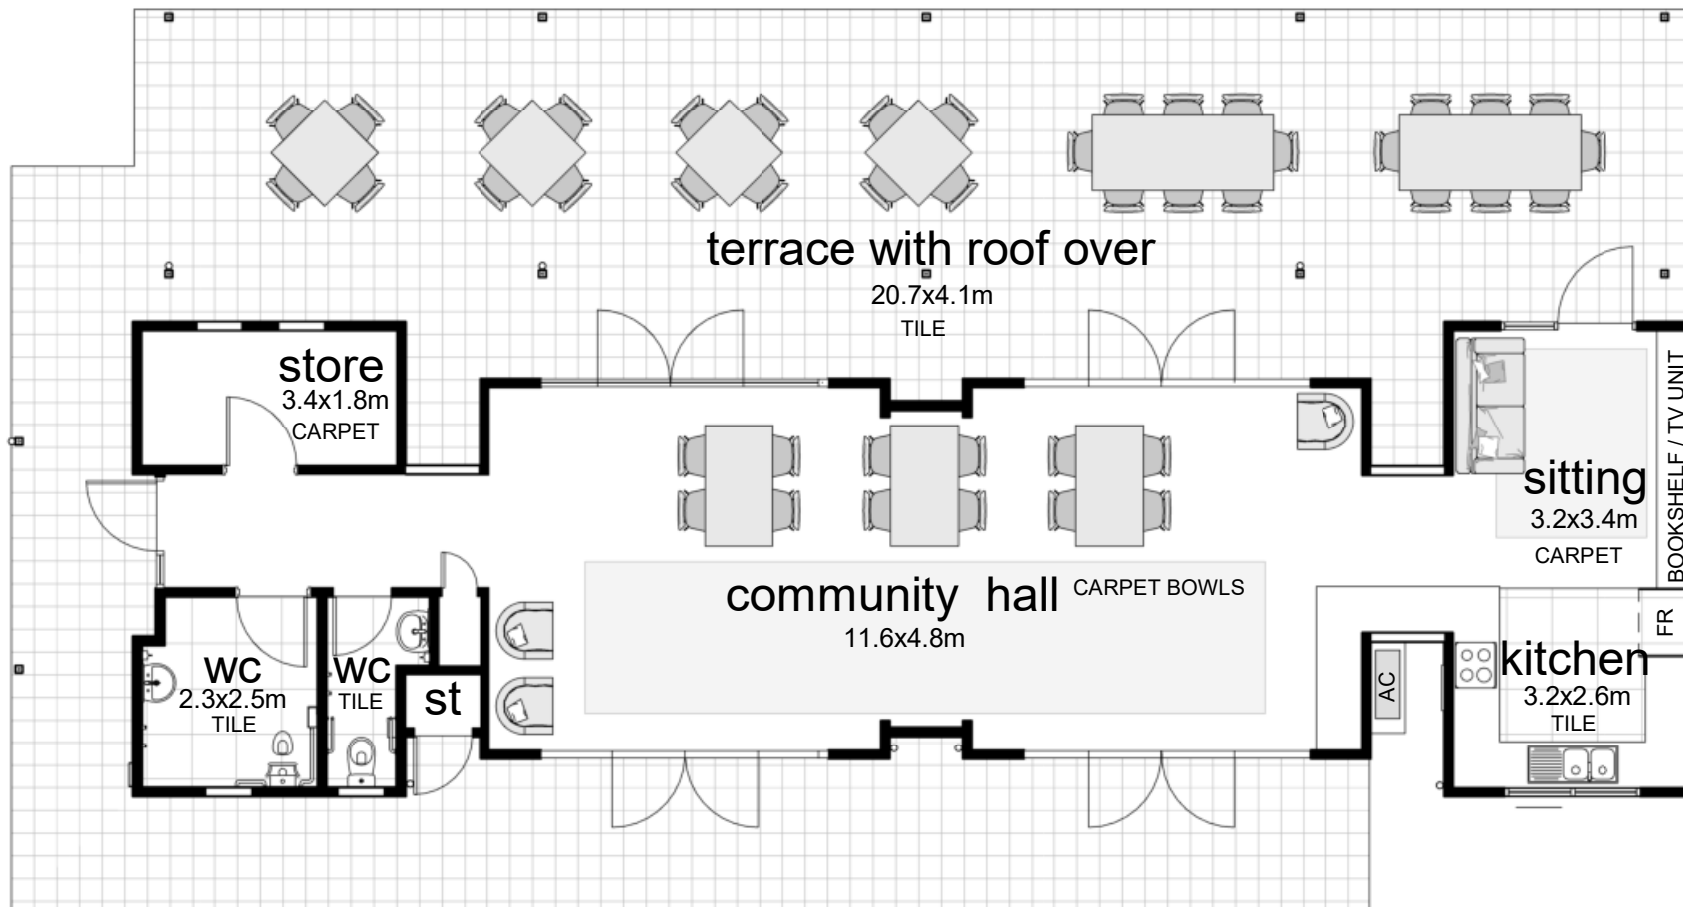 terrace with roof over
20.7x4.1m
TILE
store
3.4x1.8m
CARPET
sitting
3.2x3.4m
CARPET
BOOKSHELF / TV UNIT
community hall
CARPET BOWLS
11.6x4.8m
wc
2.3x2.5m
TILE
wc
TILE
st
AC
FR
kitchen
3.2x2.6m
TILE